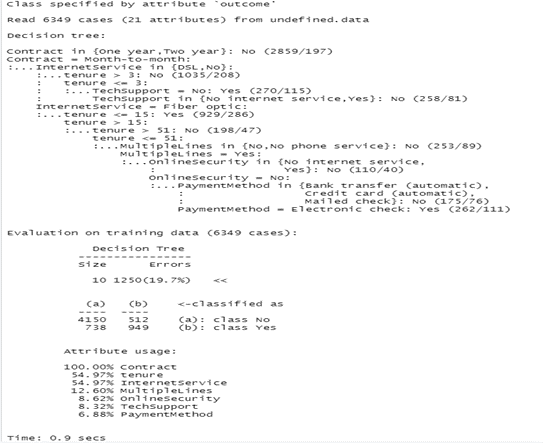 Class specified by attribute `outcome'
Read 6349 cases (21 attributes) from undefined.data
Decision tree:
Contract in {One year,Two year}: No (2859/197)
Contract = Month-to-month:
:...InternetService in {DSL,No}:
:...tenure > 3: No (1035/208)
: tenure <= 3:
: :...TechSupport = No: Yes (270/115)
: TechSupport in {No internet service,Yes}: No (258/81)
InternetService = Fiber optic:
:...tenure <= 15: Yes (929/286)
tenure > 15:
:...tenure > 51: No (198/47)
tenure <= 51:
:...MultipleLines in {No,No phone service}: No (253/89)
MultipleLines = Yes:
:...OnlineSecurity in {No internet service,
: Yes}: No (110/40)
OnlineSecurity = No:
:...PaymentMethod in {Bank transfer (automatic),
: Credit card (automatic),
: Mailed check}: No (175/76)
PaymentMethod = Electronic check: Yes (262/111)
Evaluation on training data (6349 cases):
Decision Tree
----------------
Size Errors
10 1250(19.7%) <<
(a) (b) <-classified as
---- ----
4150 512 (a): class No
738 949 (b): class Yes
Attribute usage:
100.00% Contract
54.97% tenure
54.97% InternetService
12.60% MultipleLines
8.62% OnlineSecurity
8.32% TechSupport
6.88% PaymentMethod
Time: 0.9 secs